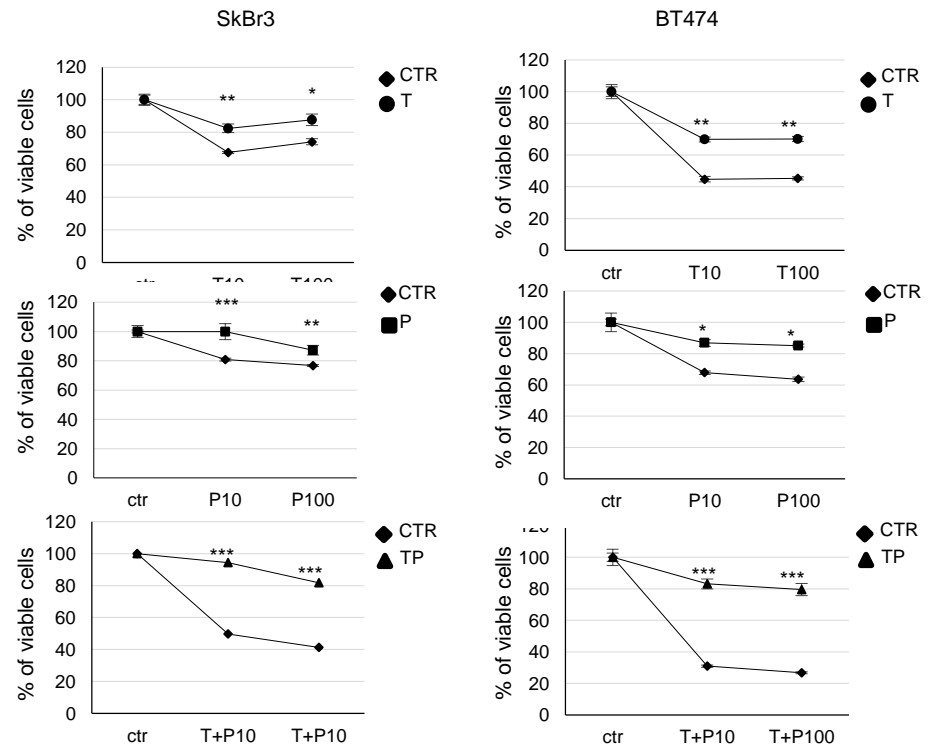 SkBr3
BT474
% of viable cells
120
100
80
60
40
20
0
** *
ctr T10 T100
CTR
T
% of viable cells
120
100
80
60
40
20
0
** **
ctr T10 T100
CTR
T
% of viable cells
120
100
80
60
40
20
0
*** **
ctr P10 P100
CTR
P
% of viable cells
120
100
80
60
40
20
0
* *
ctr P10 P100
CTR
P
% of viable cells
120
100
80
60
40
20
0
*** ***
ctr T+P10 T+P10
CTR
TP
% of viable cells
120
100
80
60
40
20
0
*** ***
ctr T+P10 T+P100
CTR
TP